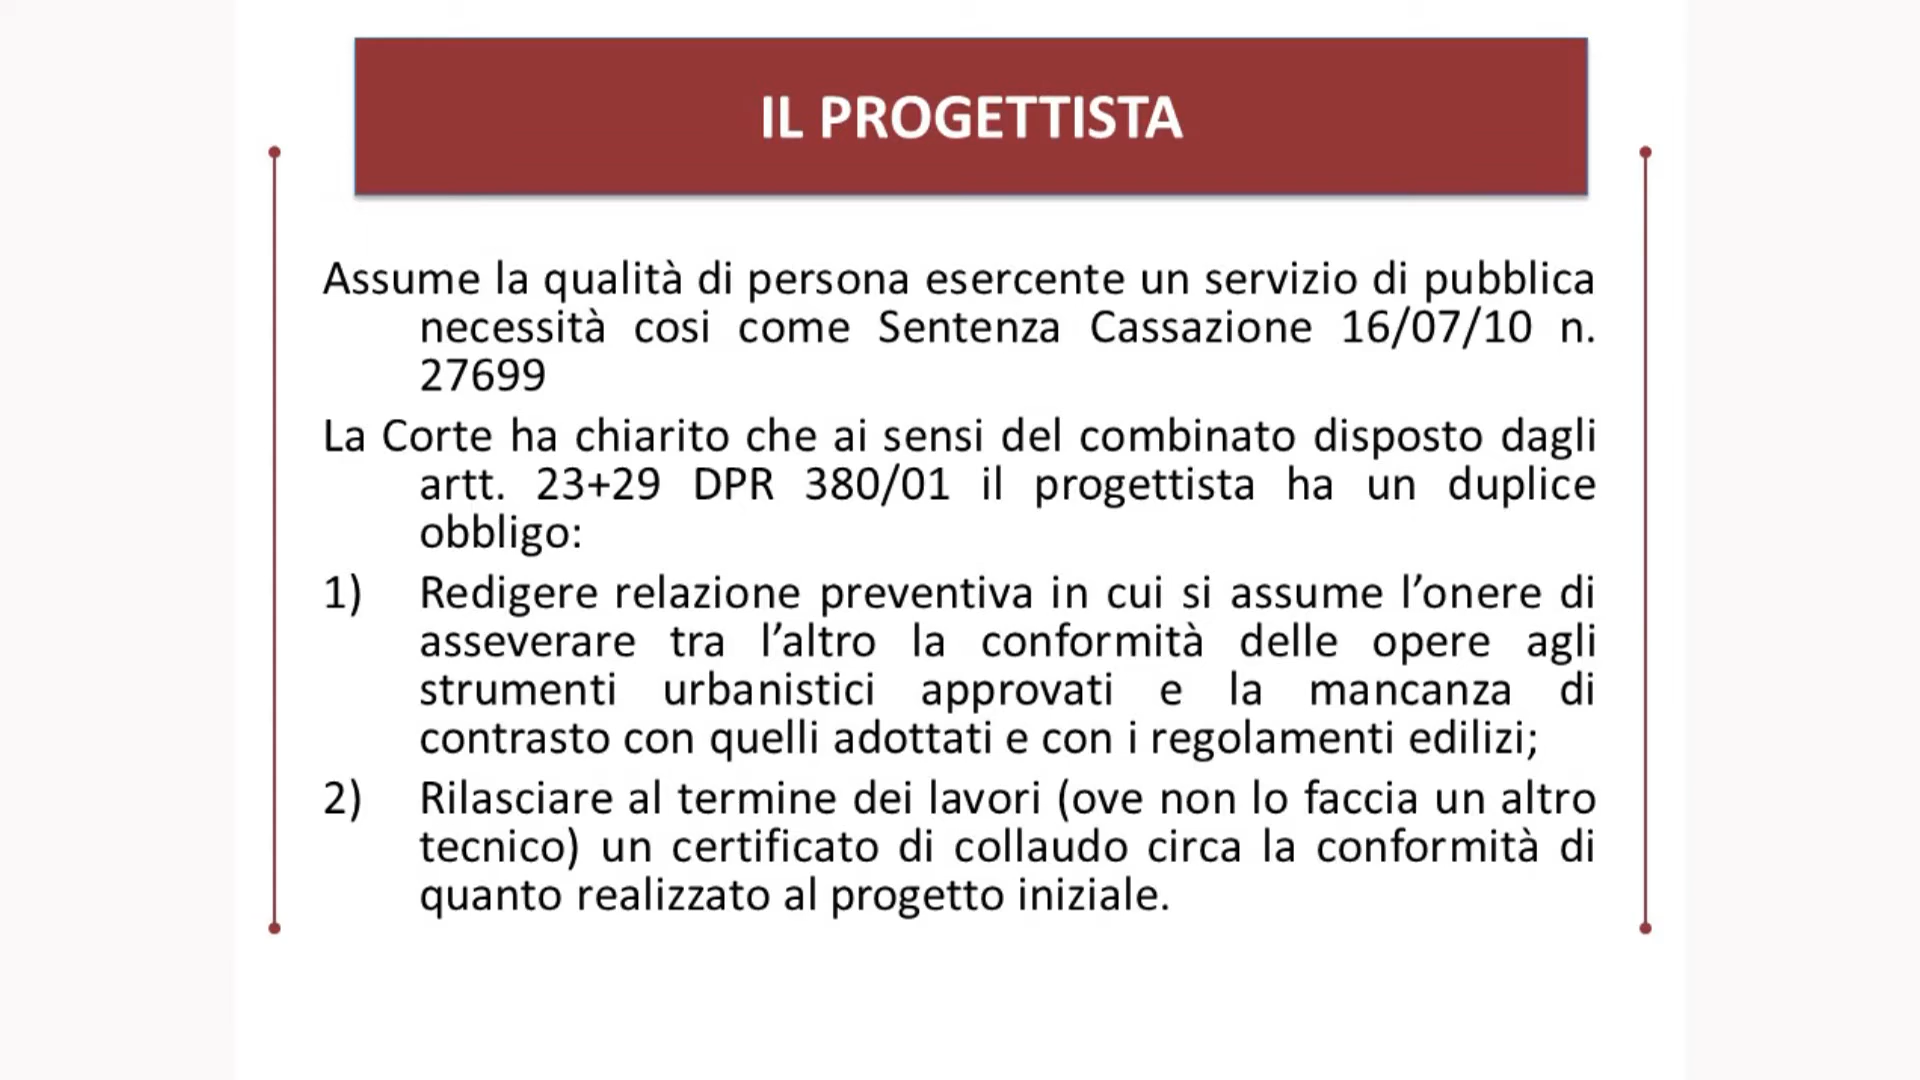 IL PROGETTISTA
Assume la qualità di persona esercente un servizio di pubblica
necessità cosi come Sentenza Cassazione 16/07/10 n.
27699
La Corte ha chiarito che ai sensi del combinato disposto dagli
artt. 23+29 DPR 380/01 il progettista ha un duplice
obbligo:
1) Redigere relazione preventiva in cui si assume l’onere di
asseverare tra l’altro la conformità delle opere agli
strumenti urbanistici approvati e la mancanza di
contrasto con quelli adottati e con i regolamenti edilizi;
2) Rilasciare al termine dei lavori (ove non lo faccia un altro
tecnico) un certificato di collaudo circa la conformità di
quanto realizzato al progetto iniziale.